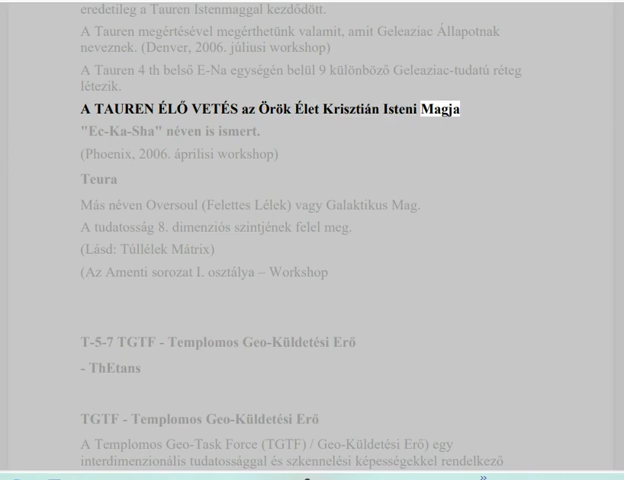 eredetileg a Tauren Istenmaggal kezdődött.
A Tauren megértésével megérthetünk valamit, amit Geleaziac Állapotnak
neveznek. (Denver, 2006. júliusi workshop)
A Tauren 4 th belső E-Na egységén belül 9 különböző Geleaziac-tudatú réteg
létezik.
A TAUREN ÉLŐ VETÉS az Örök Élet Krisztián Isteni Magja
"Ec-Ka-Sha" néven is ismert.
(Phoenix, 2006. áprilisi workshop)
Teura
Más néven Oversoul (Felettes Lélek) vagy Galaktikus Mag.
A tudatosság 8. dimenziós szintjének felel meg.
(Lásd: Túllélek Mátrix)
(Az Amenti sorozat I. osztálya – Workshop
T-5-7 TGTF - Templomos Geo-Küldetési Erő
- ThEtans
TGTF - Templomos Geo-Küldetési Erő
A Templomos Geo-Task Force (TGTF) / Geo-Küldetési Erő) egy
interdimenzionális tudatossággal és szkennelési képességekkel rendelkező